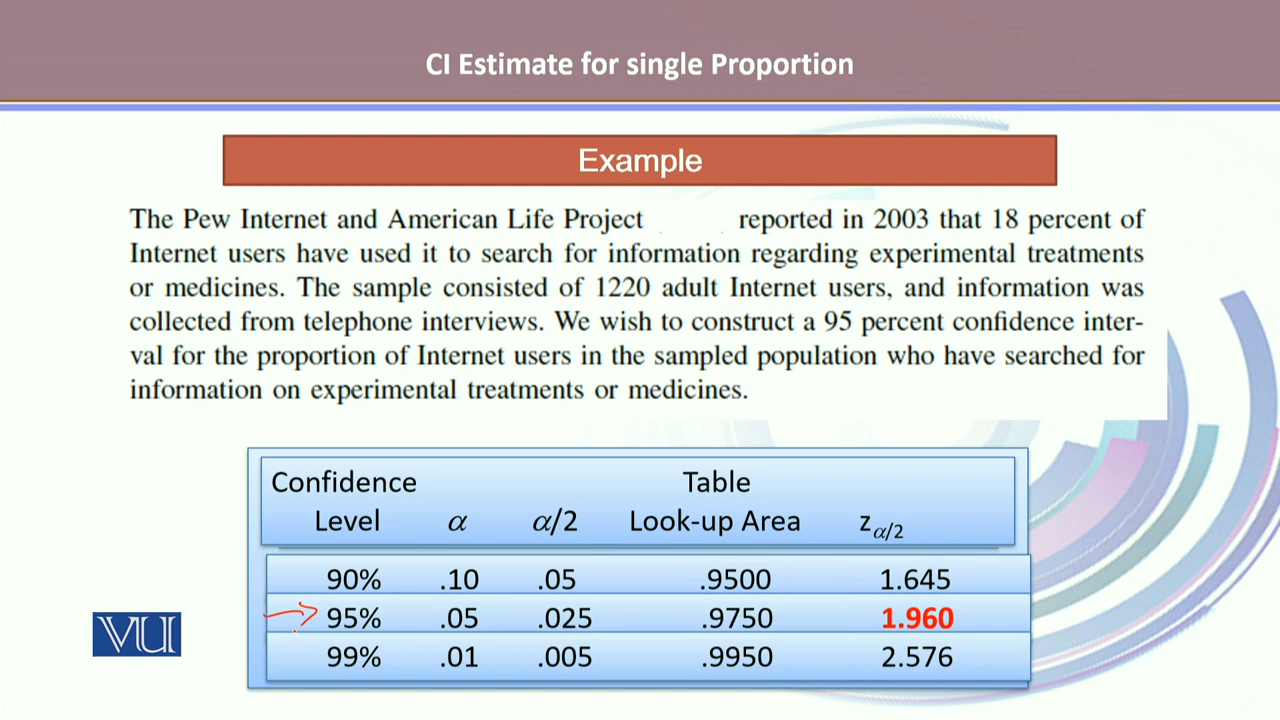 CI Estimate for single Proportion
Example
The Pew Internet and American Life Project reported in 2003 that 18 percent of
Internet users have used it to search for information regarding experimental treatments
or medicines. The sample consisted of 1220 adult Internet users, and information was
collected from telephone interviews. We wish to construct a 95 percent confidence inter-
val for the proportion of Internet users in the sampled population who have searched for
information on experimental treatments or medicines.
Confidence Table
Level α α/2 Look-up Area zα/2
90% .10 .05 .9500 1.645
95% .05 .025 .9750 1.960
99% .01 .005 .9950 2.576
VU